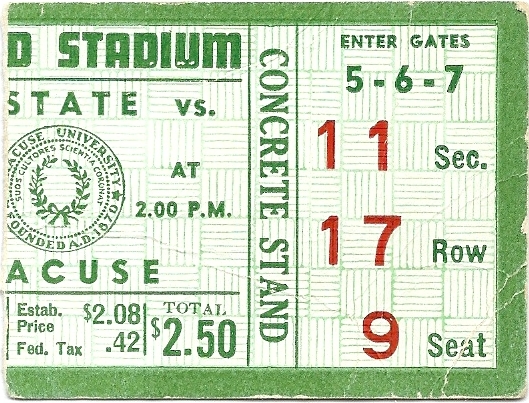 D STADIUM
STATE VS.
ACUSE UNIVERSITY
SUOS CULTORES SCIENTIA CORONAT
FOUNDED A.D. 1870
AT
2.00 P.M.
ACUSE
Estab. Price $2.08
Fed. Tax .42
TOTAL
$2.50
CONCRETE STAND
ENTER GATES
5-6-7
11 Sec.
17 Row
9 Seat